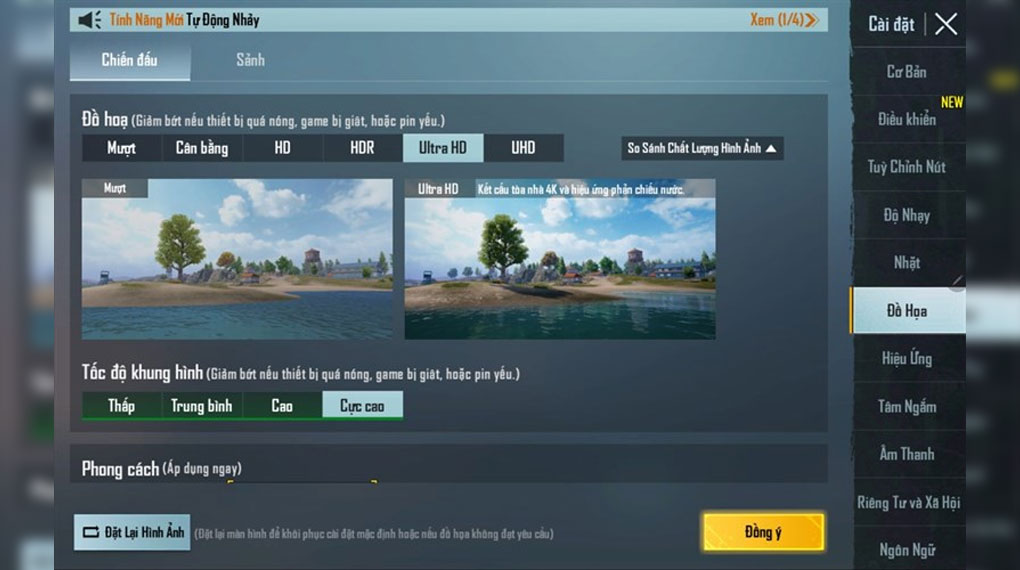 Tính Năng Mới Tự Động Nhảy
Xem (1/4)
Cài đặt
Chiến đấu
Sảnh
Đồ hoạ (Giảm bớt nếu thiết bị quá nóng, game bị giật, hoặc pin yếu.)
Mượt
Cân bằng
HD
HDR
Ultra HD
UHD
So Sánh Chất Lượng Hình Ảnh
Mượt
Ultra HD
Kết cấu tòa nhà 4K và hiệu ứng phản chiếu nước.
Tốc độ khung hình (Giảm bớt nếu thiết bị quá nóng, game bị giật, hoặc pin yếu.)
Thấp
Trung bình
Cao
Cực cao
Phong cách (Áp dụng ngay)
Đặt Lại Hình Ảnh
(Đặt lại màn hình để khôi phục cài đặt mặc định hoặc nếu đồ họa không đạt yêu cầu)
Đồng ý
Cơ Bản
NEW
Điều khiển
Tuỳ Chỉnh Nút
Độ Nhạy
Nhặt
Đồ Họa
Hiệu Ứng
Tâm Ngắm
Âm Thanh
Riêng Tư và Xã Hội
Ngôn Ngữ